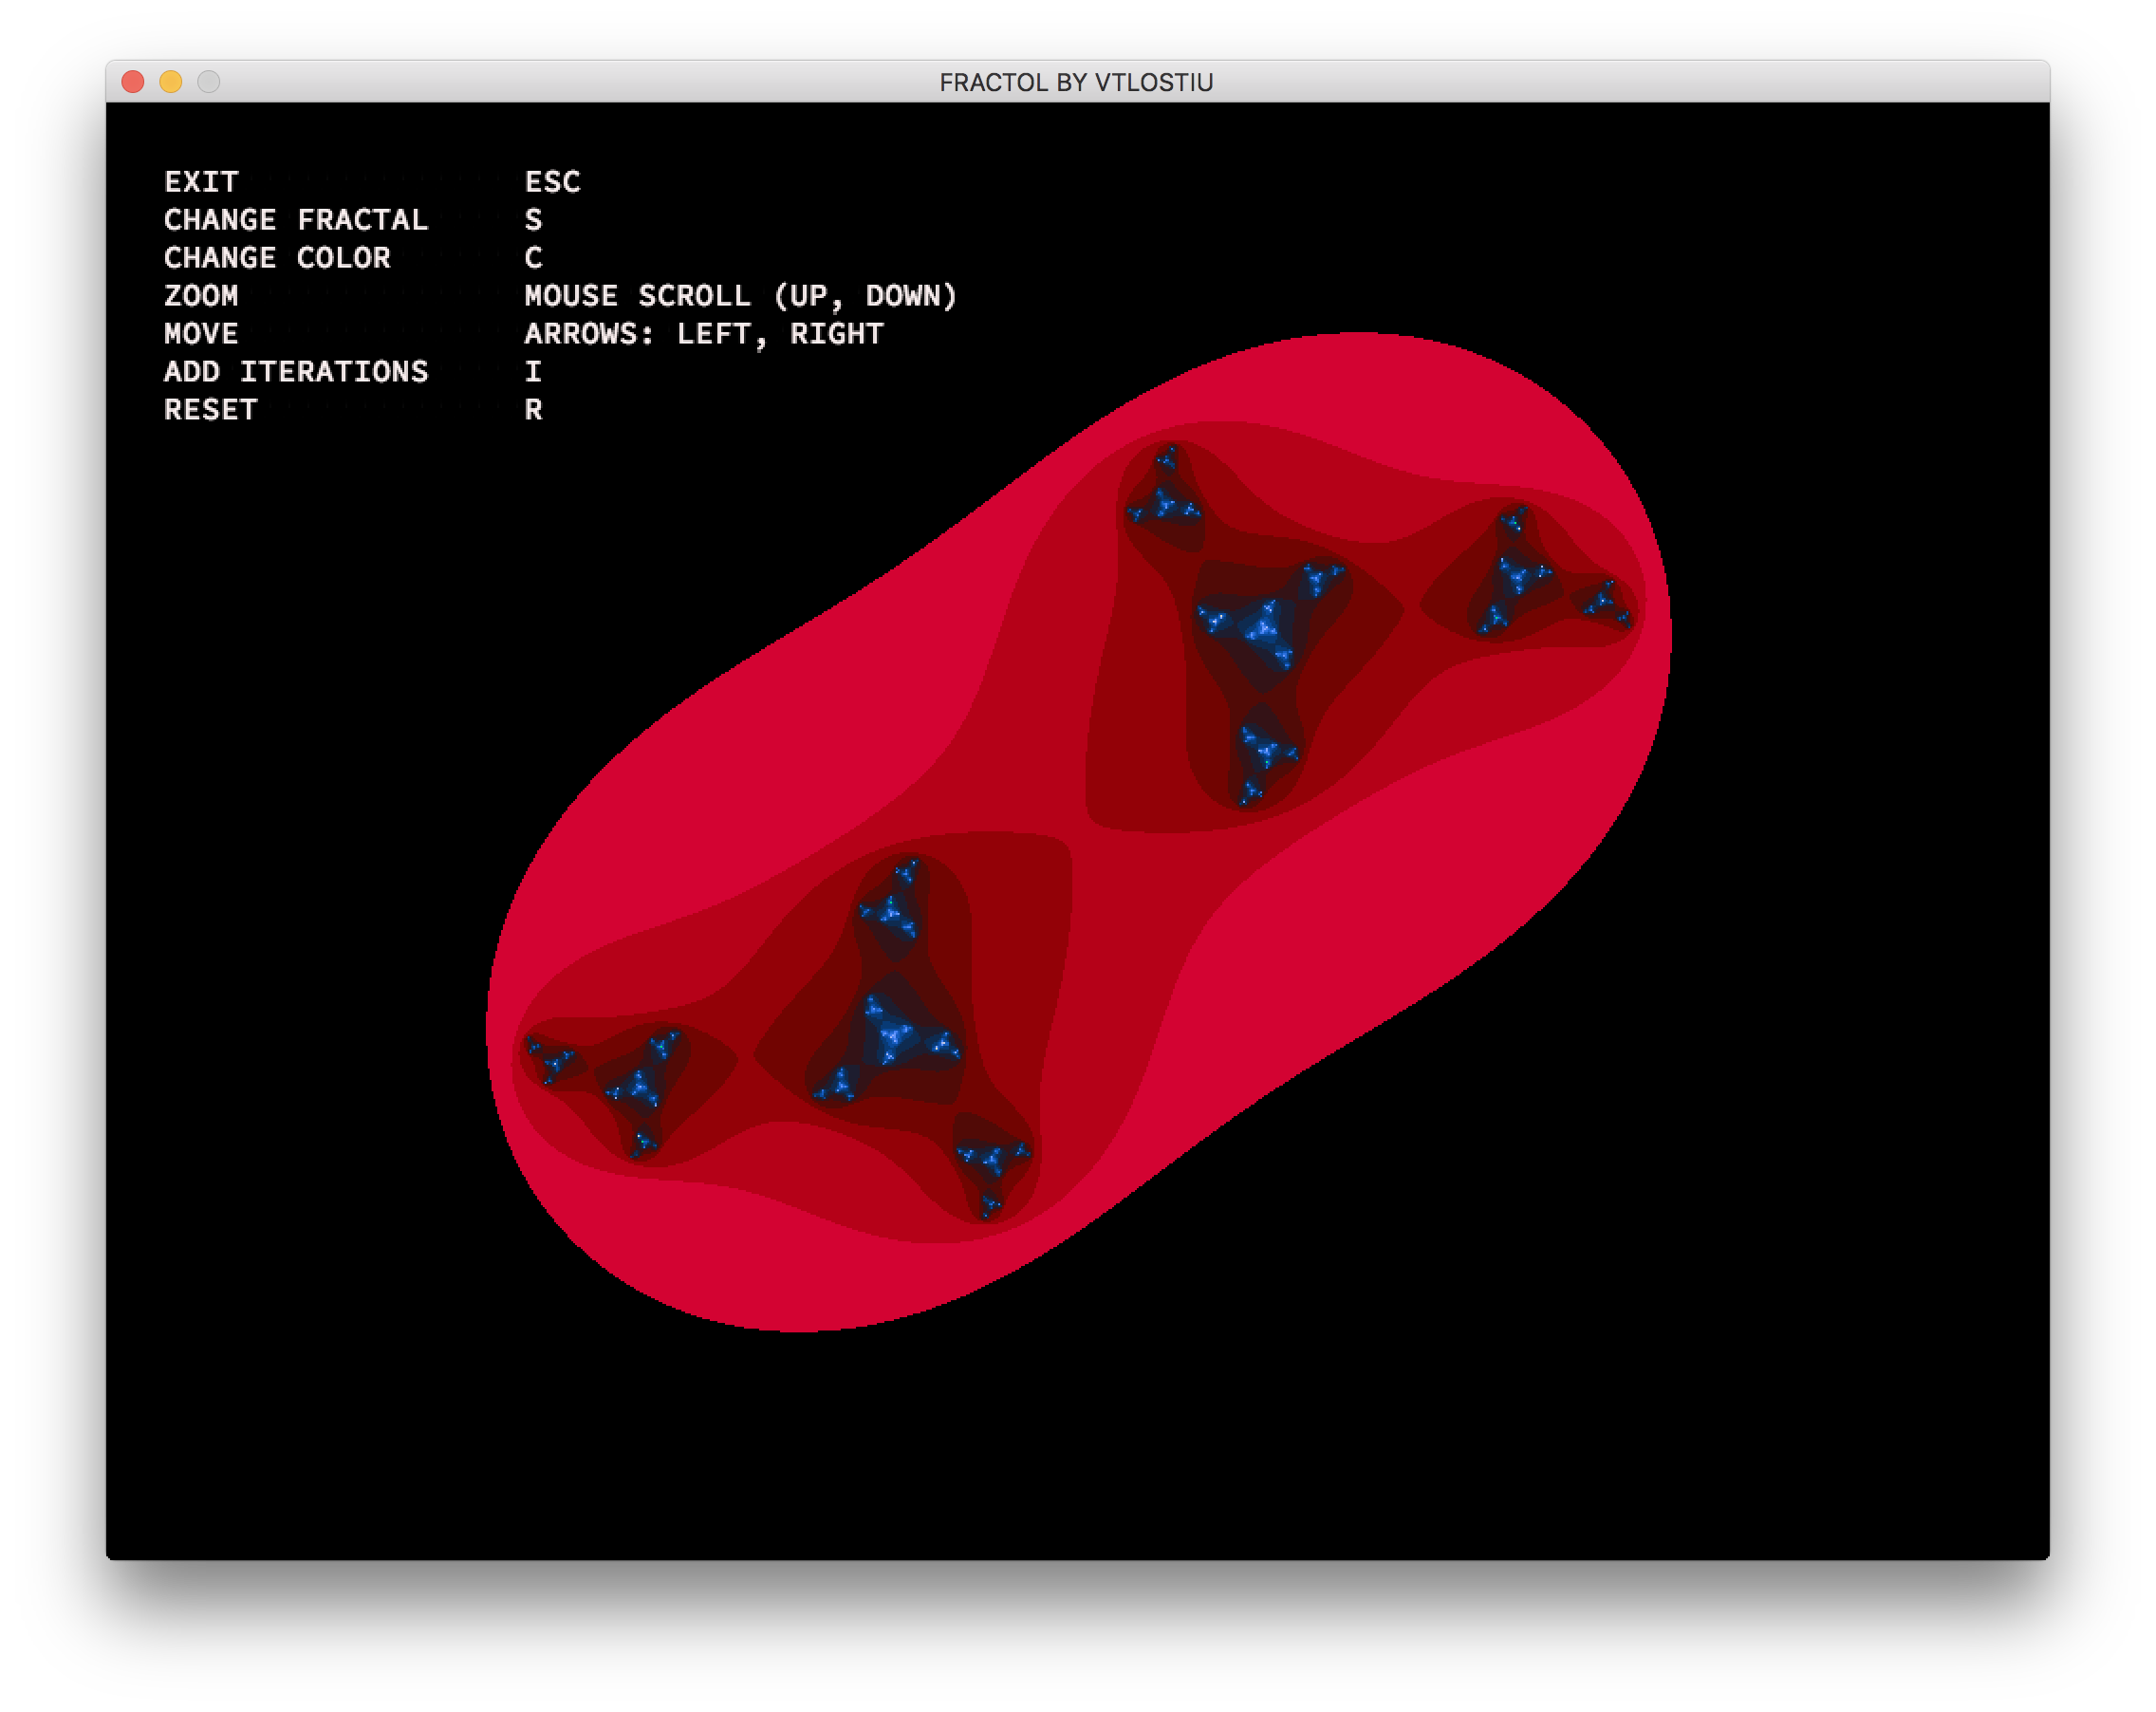 FRACTOL BY VTLOSTIU
EXIT ESC
CHANGE FRACTAL S
CHANGE COLOR C
ZOOM MOUSE SCROLL (UP, DOWN)
MOVE ARROWS: LEFT, RIGHT
ADD ITERATIONS I
RESET R